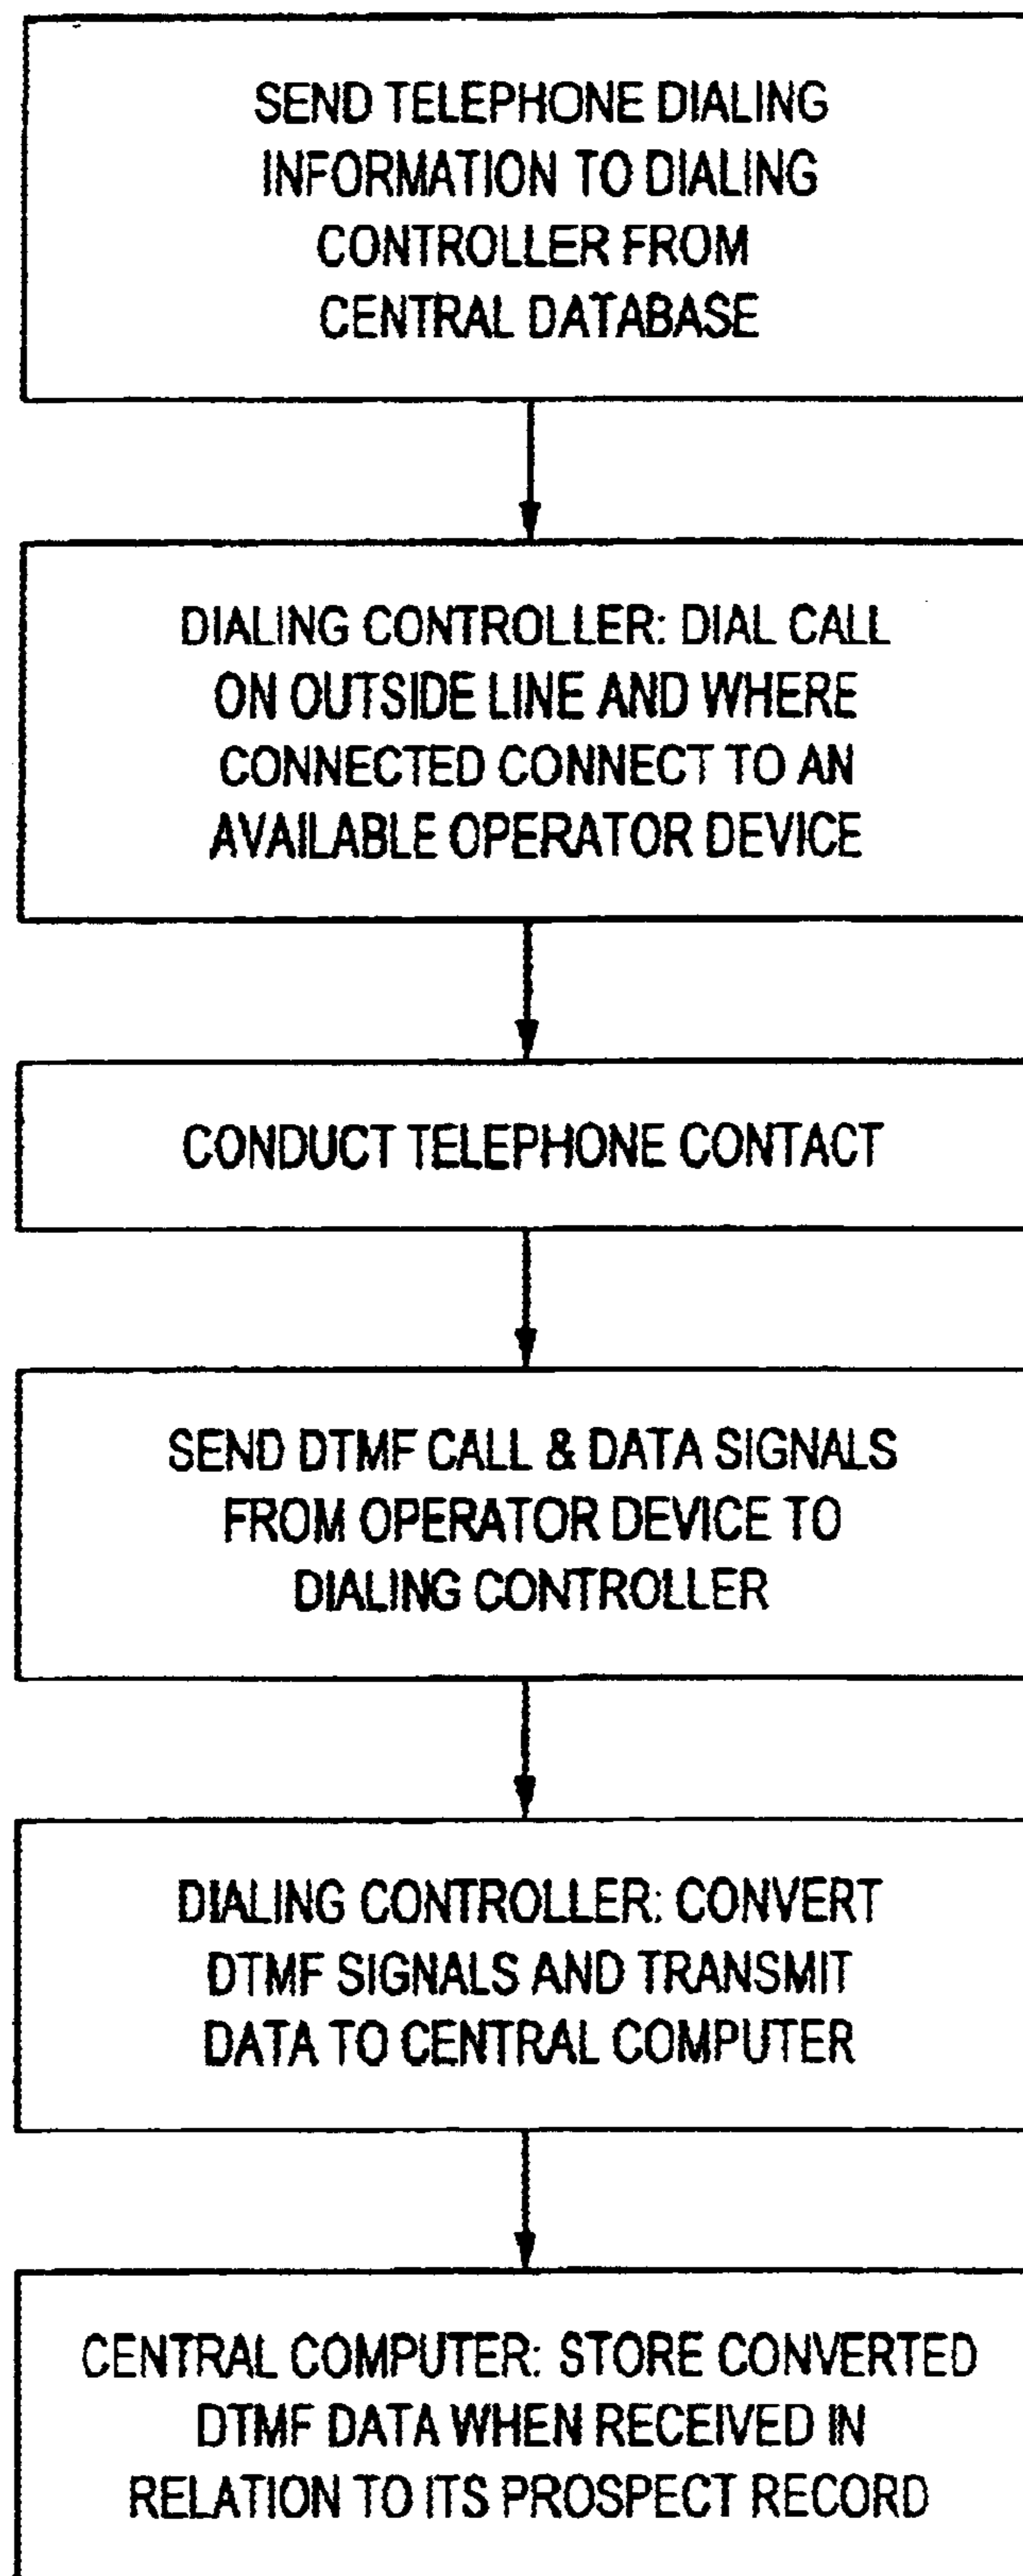 SEND TELEPHONE DIALING
INFORMATION TO DIALING
CONTROLLER FROM
CENTRAL DATABASE
DIALING CONTROLLER: DIAL CALL
ON OUTSIDE LINE AND WHERE
CONNECTED CONNECT TO AN
AVAILABLE OPERATOR DEVICE
CONDUCT TELEPHONE CONTACT
SEND DTMF CALL & DATA SIGNALS
FROM OPERATOR DEVICE TO
DIALING CONTROLLER
DIALING CONTROLLER: CONVERT
DTMF SIGNALS AND TRANSMIT
DATA TO CENTRAL COMPUTER
CENTRAL COMPUTER: STORE CONVERTED
DTMF DATA WHEN RECEIVED IN
RELATION TO ITS PROSPECT RECORD